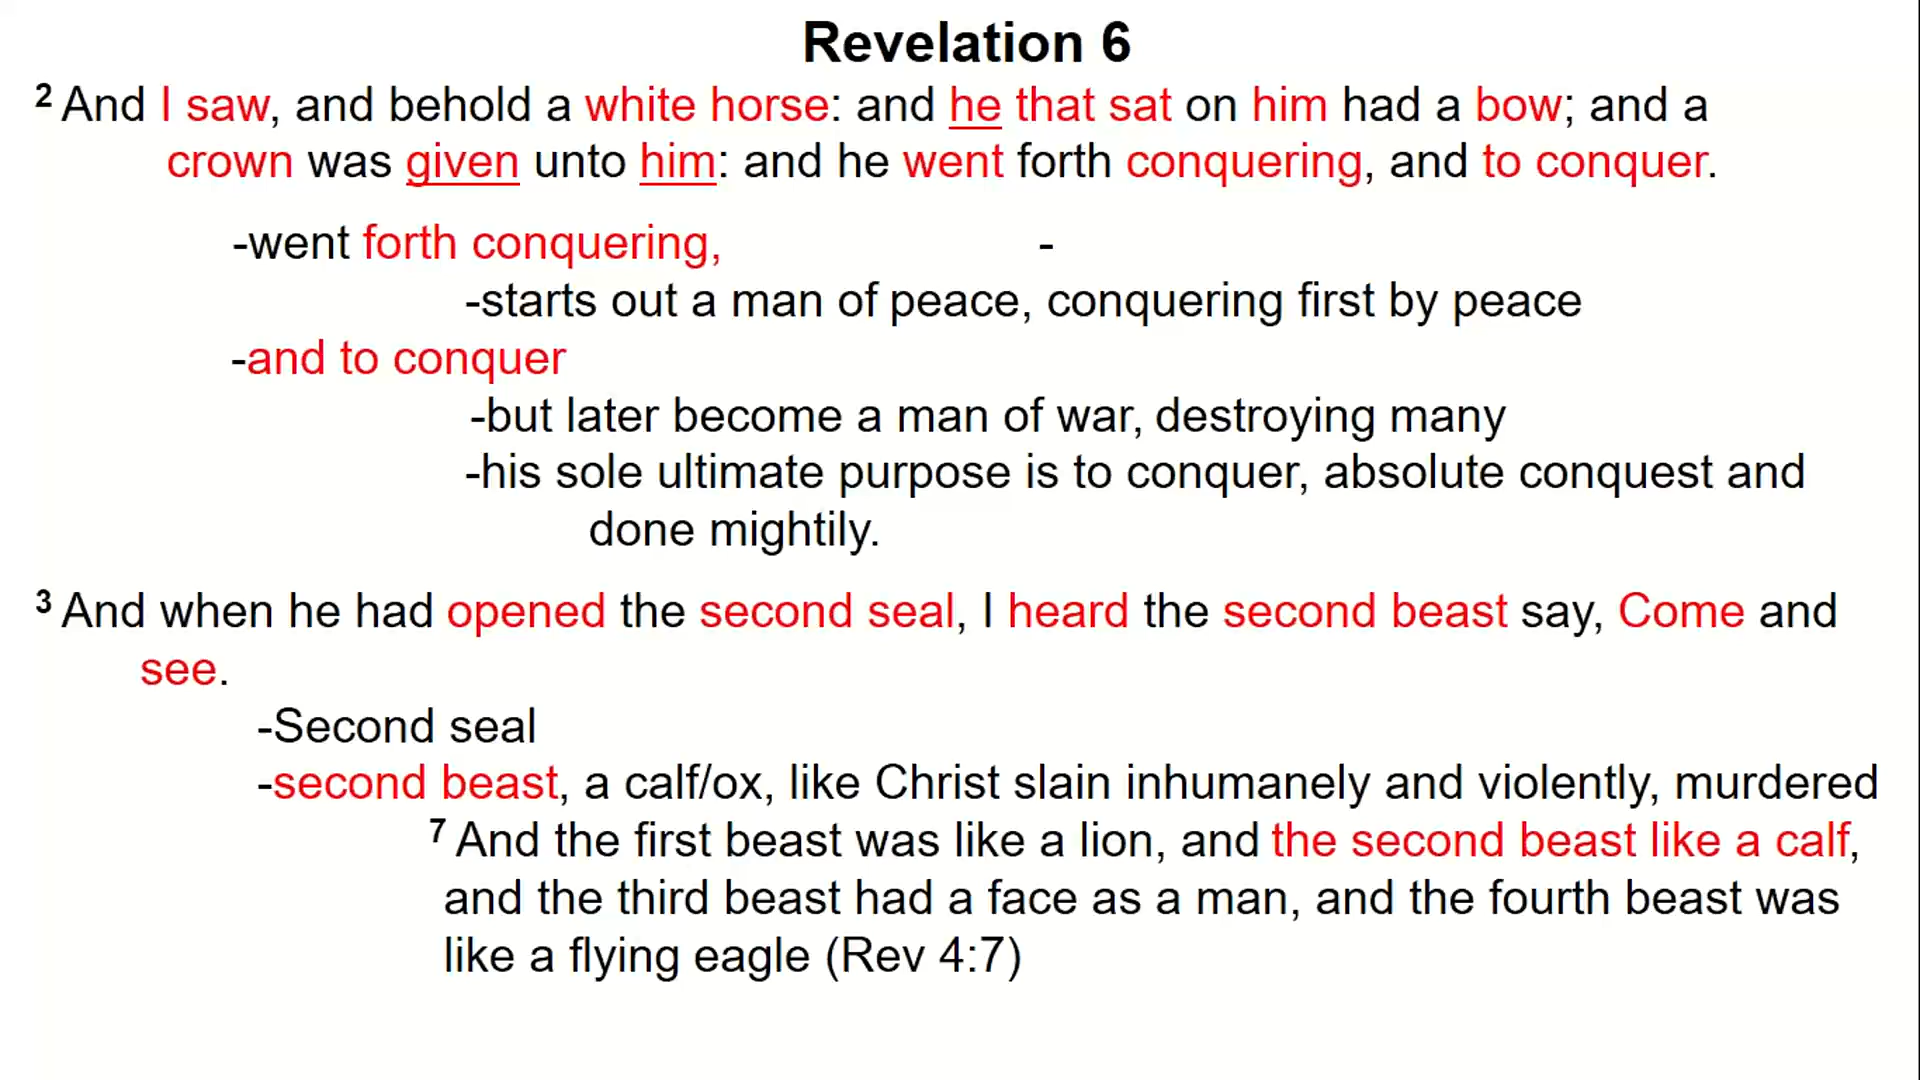 Revelation 6
2 And I saw, and behold a white horse: and he that sat on him had a bow; and a
crown was given unto him: and he went forth conquering, and to conquer.
-went forth conquering, -
-starts out a man of peace, conquering first by peace
-and to conquer
-but later become a man of war, destroying many
-his sole ultimate purpose is to conquer, absolute conquest and
done mightily.
3 And when he had opened the second seal, I heard the second beast say, Come and
see.
-Second seal
-second beast, a calf/ox, like Christ slain inhumanely and violently, murdered
7 And the first beast was like a lion, and the second beast like a calf,
and the third beast had a face as a man, and the fourth beast was
like a flying eagle (Rev 4:7)